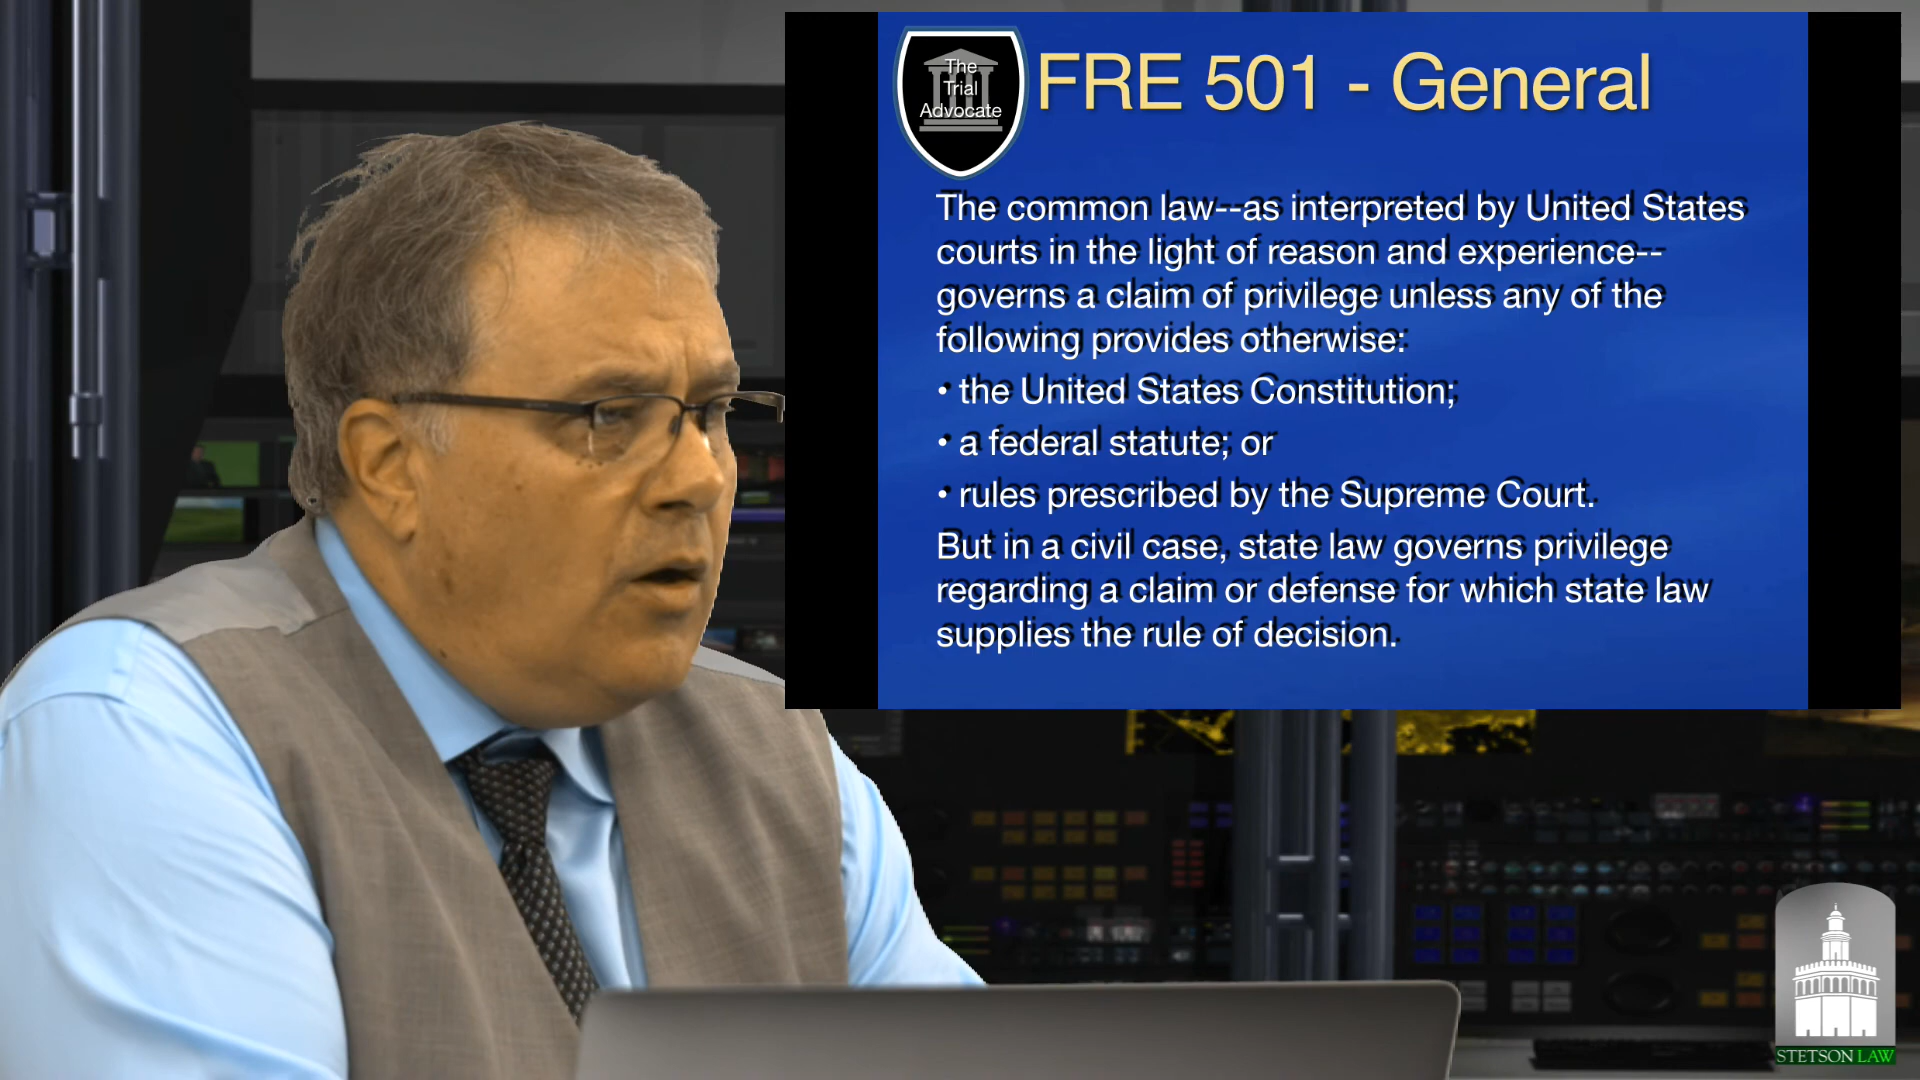 The
Trial
Advocate
FRE 501 - General
The common law--as interpreted by United States
courts in the light of reason and experience--
governs a claim of privilege unless any of the
following provides otherwise:
• the United States Constitution;
• a federal statute; or
• rules prescribed by the Supreme Court.
But in a civil case, state law governs privilege
regarding a claim or defense for which state law
supplies the rule of decision.
STETSON LAW